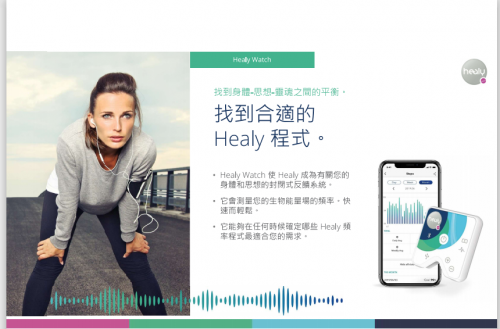 Healy Watch
healy
找到身體-思想-靈魂之間的平衡。
找到合適的
Healy 程式。
• Healy Watch 使 Healy 成為有關您的
身體和思想的封閉式反饋系統。
• 它會測量您的生物能量場的頻率，快
速而輕鬆。
• 它能夠在任何時候確定哪些 Healy 頻
率程式最適合您的需求。